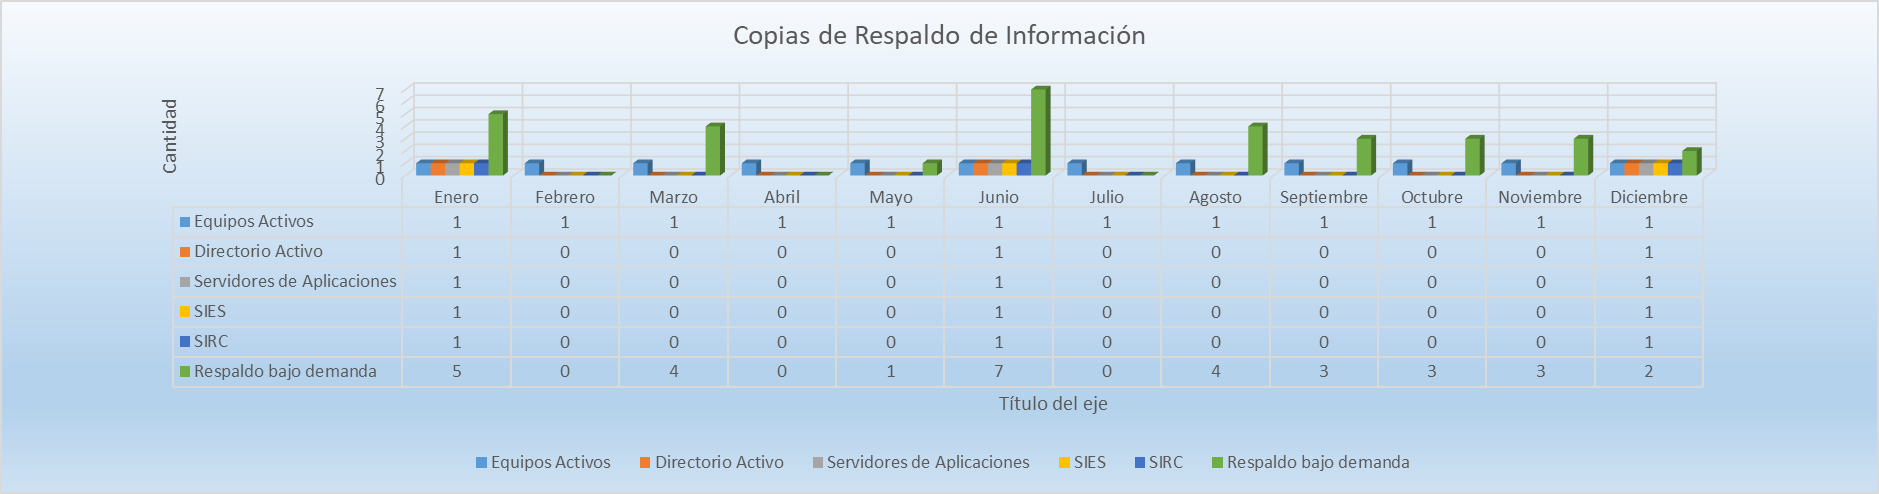 Copias de Respaldo de Información
Cantidad
7
6
5
4
3
2
1
0
Enero Febrero Marzo Abril Mayo Junio Julio Agosto Septiembre Octubre Noviembre Diciembre
Equipos Activos 1 1 1 1 1 1 1 1 1 1 1 1
Directorio Activo 1 0 0 0 0 1 0 0 0 0 0 1
Servidores de Aplicaciones 1 0 0 0 0 1 0 0 0 0 0 1
SIES 1 0 0 0 0 1 0 0 0 0 0 1
SIRC 1 0 0 0 0 1 0 0 0 0 0 1
Respaldo bajo demanda 5 0 4 0 1 7 0 4 3 3 3 2
Título del eje
Equipos Activos Directorio Activo Servidores de Aplicaciones SIES SIRC Respaldo bajo demanda